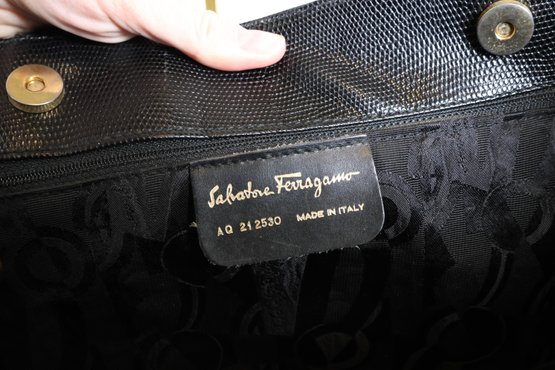 Salvatore Ferragamo
AQ 21 2530 MADE IN ITALY